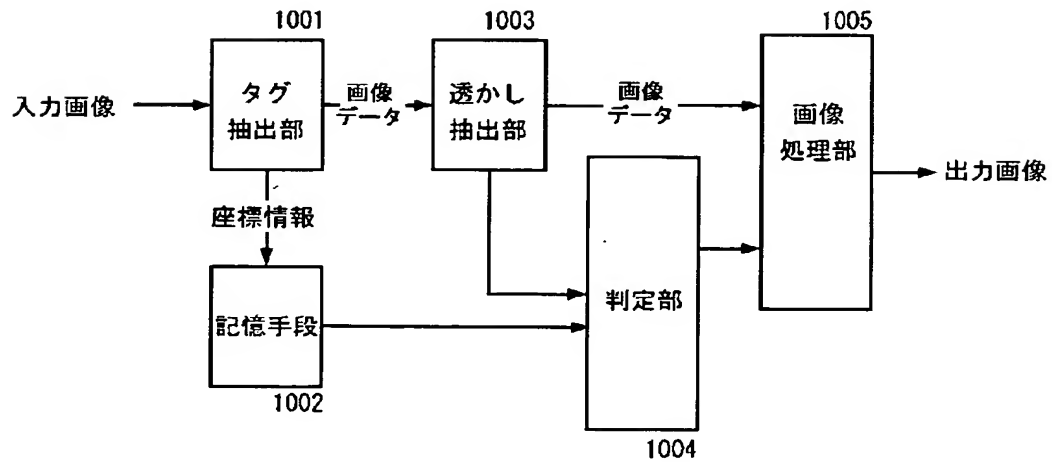 1001
1003
1005
入力画像
タグ
抽出部
画像
データ
透かし
抽出部
画像
データ
画像
処理部
出力画像
座標情報
記憶手段
1002
判定部
1004